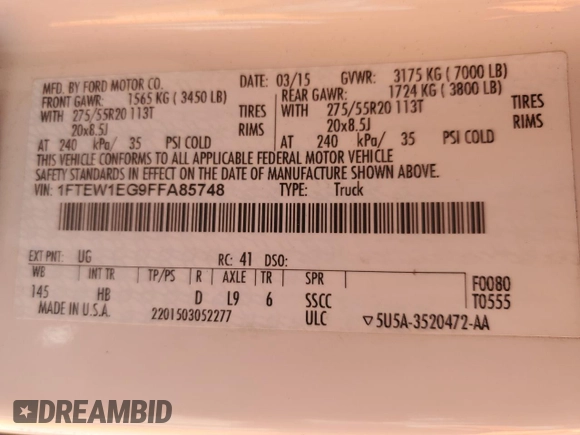 MFD. BY FORD MOTOR CO.
DATE: 03/15 GVWR: 3175 KG ( 7000 LB)
FRONT GAWR: 1565 KG ( 3450 LB) REAR GAWR: 1724 KG ( 3800 LB)
WITH 275/55R20 113T TIRES WITH 275/55R20 113T TIRES
20x8.5J RIMS 20x8.5J RIMS
AT 240 kPa/ 35 PSI COLD AT 240 kPa/ 35 PSI COLD
THIS VEHICLE CONFORMS TO ALL APPLICABLE FEDERAL MOTOR VEHICLE
SAFETY STANDARDS IN EFFECT ON THE DATE OF MANUFACTURE SHOWN ABOVE.
VIN: 1FTEW1EG9FFA85748 TYPE: Truck
EXT PNT: UG RC: 41 DSO:
WB INT TR TP/PS R AXLE TR SPR F0080
145 HB D L9 6 SSCC T0555
MADE IN U.S.A. 2201503052277 ULC ▽5U5A-3520472-AA
DREAMBID